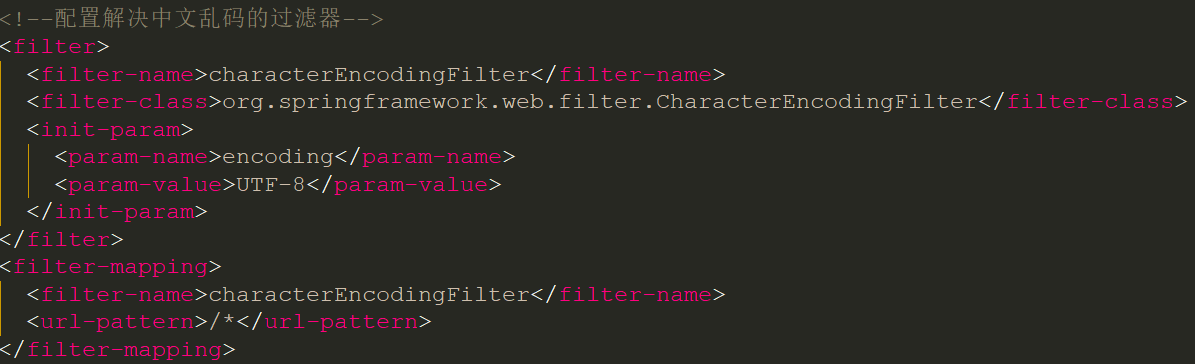 <!--配置解决中文乱码的过滤器-->
<filter>
  <filter-name>characterEncodingFilter</filter-name>
  <filter-class>org.springframework.web.filter.CharacterEncodingFilter</filter-class>
  <init-param>
    <param-name>encoding</param-name>
    <param-value>UTF-8</param-value>
  </init-param>
</filter>
<filter-mapping>
  <filter-name>characterEncodingFilter</filter-name>
  <url-pattern>/*</url-pattern>
</filter-mapping>